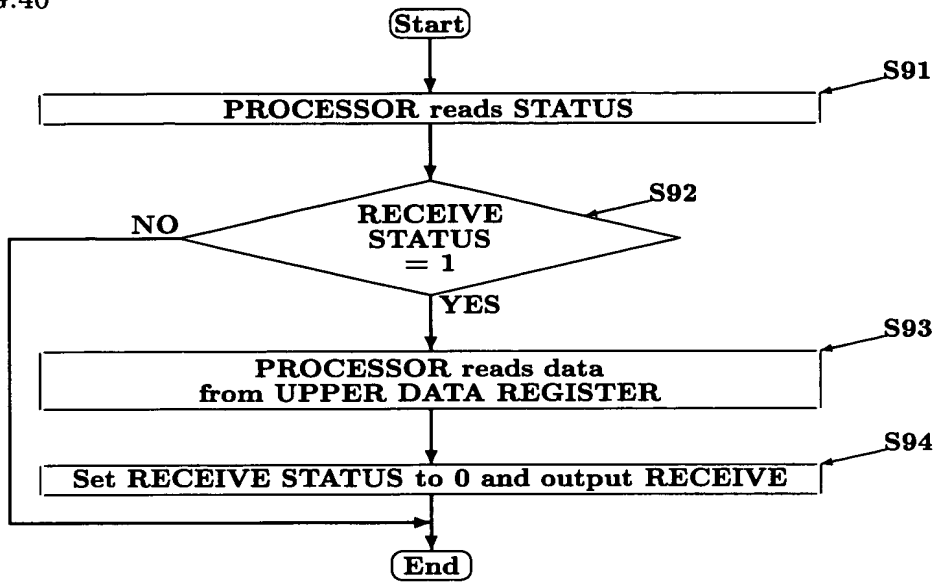 Start
S91
PROCESSOR reads STATUS
S92
NO
RECEIVE
STATUS
= 1
YES
S93
PROCESSOR reads data
from UPPER DATA REGISTER
S94
Set RECEIVE STATUS to 0 and output RECEIVE
End